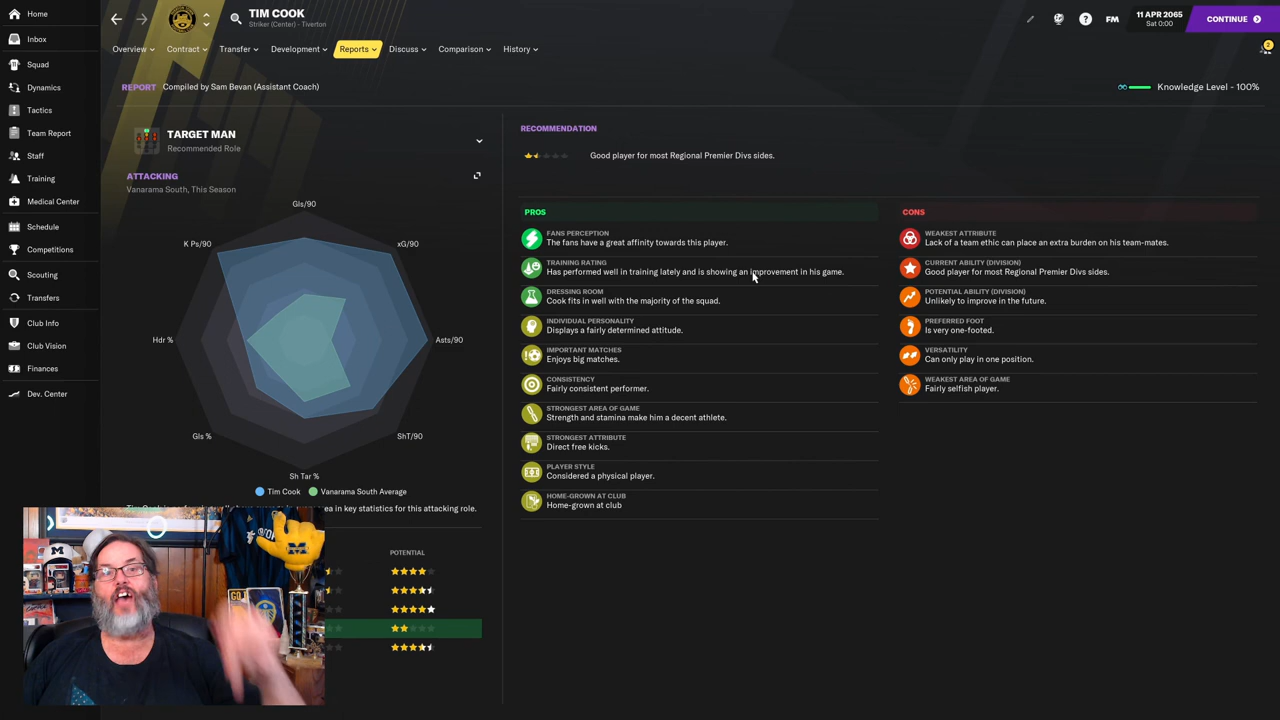 Home
TIM COOK
Striker (Center) - Tiverton
FM
11 APR 2065
Sat 0:00
CONTINUE
2
Inbox
Overview
Contract
Transfer
Development
Reports
Discuss
Comparison
History
Squad
Dynamics
Tactics
Team Report
Staff
Training
Medical Center
Schedule
Competitions
Scouting
Transfers
Club Info
Club Vision
Finances
Dev. Center
REPORT Compiled by Sam Bevan (Assistant Coach)
Knowledge Level - 100%
TARGET MAN
Recommended Role
ATTACKING
Vanarama South, This Season
Gls/90
xG/90
Asts/90
ShT/90
Sh Tar %
Gls %
Hdr %
K Ps/90
Tim Cook
Vanarama South Average
area in key statistics for this attacking role.
POTENTIAL
RECOMMENDATION
Good player for most Regional Premier Divs sides.
PROS
FANS PERCEPTION
The fans have a great affinity towards this player.
TRAINING RATING
Has performed well in training lately and is showing an improvement in his game.
DRESSING ROOM
Cook fits in well with the majority of the squad.
INDIVIDUAL PERSONALITY
Displays a fairly determined attitude.
IMPORTANT MATCHES
Enjoys big matches.
CONSISTENCY
Fairly consistent performer.
STRONGEST AREA OF GAME
Strength and stamina make him a decent athlete.
STRONGEST ATTRIBUTE
Direct free kicks.
PLAYER STYLE
Considered a physical player.
HOME-GROWN AT CLUB
Home-grown at club
CONS
WEAKEST ATTRIBUTE
Lack of a team ethic can place an extra burden on his team-mates.
CURRENT ABILITY (DIVISION)
Good player for most Regional Premier Divs sides.
POTENTIAL ABILITY (DIVISION)
Unlikely to improve in the future.
PREFERRED FOOT
Is very one-footed.
VERSATILITY
Can only play in one position.
WEAKEST AREA OF GAME
Fairly selfish player.
M
GO
M